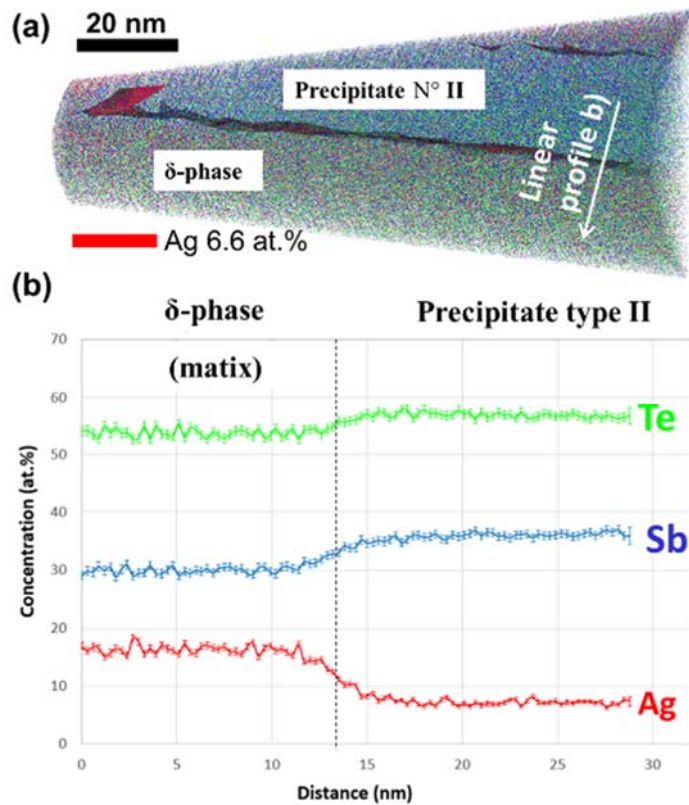 (a)
20 nm
Precipitate N° II
δ-phase
Linear
profile b)
Ag 6.6 at.%
(b)
δ-phase
Precipitate type II
(matix)
70
60
50
40
30
20
10
0
Te
Sb
Ag
Concentration (at.%)
0 5 10 15 20 25 30
Distance (nm)